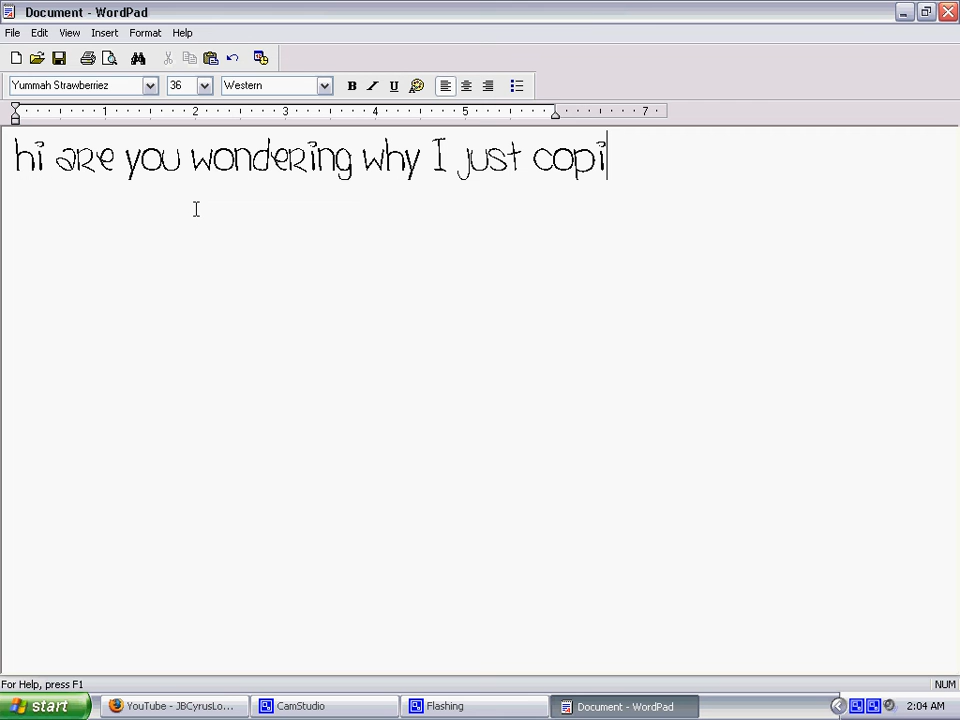 Document - WordPad
File Edit View Insert Format Help
Yummah Strawberriez 36 Western B I U
1 2 3 4 5 7
hi are you wondering why I just copi
For Help, press F1 NUM
start YouTube - JBCyrusLo... CamStudio Flashing Document - WordPad 2:04 AM